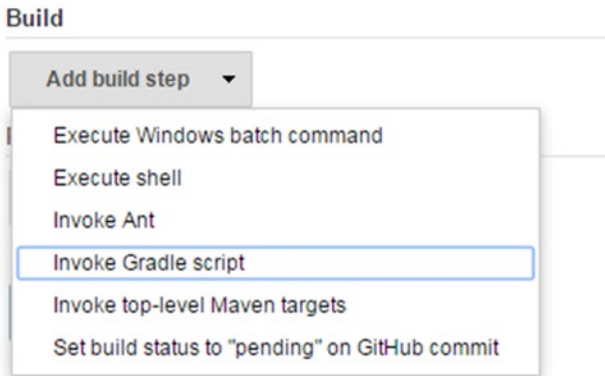 Build
Add build step
Execute Windows batch command
Execute shell
Invoke Ant
Invoke Gradle script
Invoke top-level Maven targets
Set build status to "pending" on GitHub commit